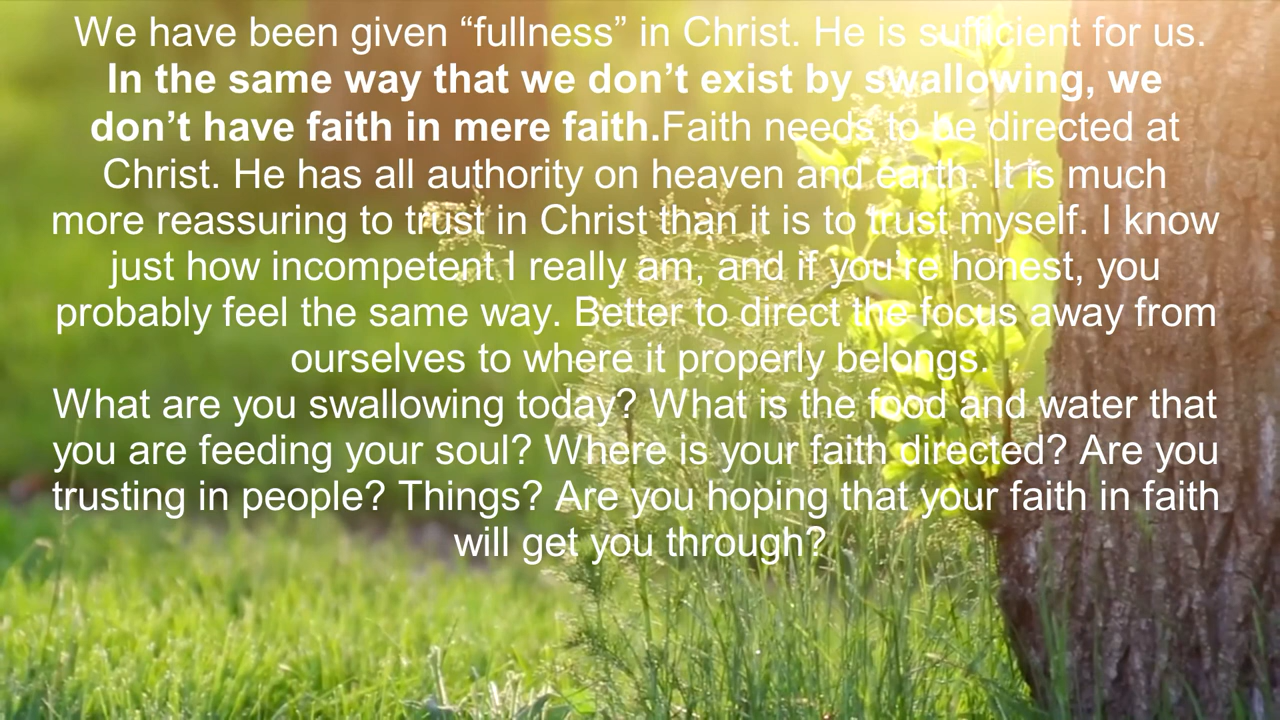 We have been given “fullness” in Christ. He is sufficient for us.
In the same way that we don’t exist by swallowing, we
don’t have faith in mere faith.Faith needs to be directed at
Christ. He has all authority on heaven and earth. It is much
more reassuring to trust in Christ than it is to trust myself. I know
just how incompetent I really am, and if you’re honest, you
probably feel the same way. Better to direct the focus away from
ourselves to where it properly belongs.
What are you swallowing today? What is the food and water that
you are feeding your soul? Where is your faith directed? Are you
trusting in people? Things? Are you hoping that your faith in faith
will get you through?